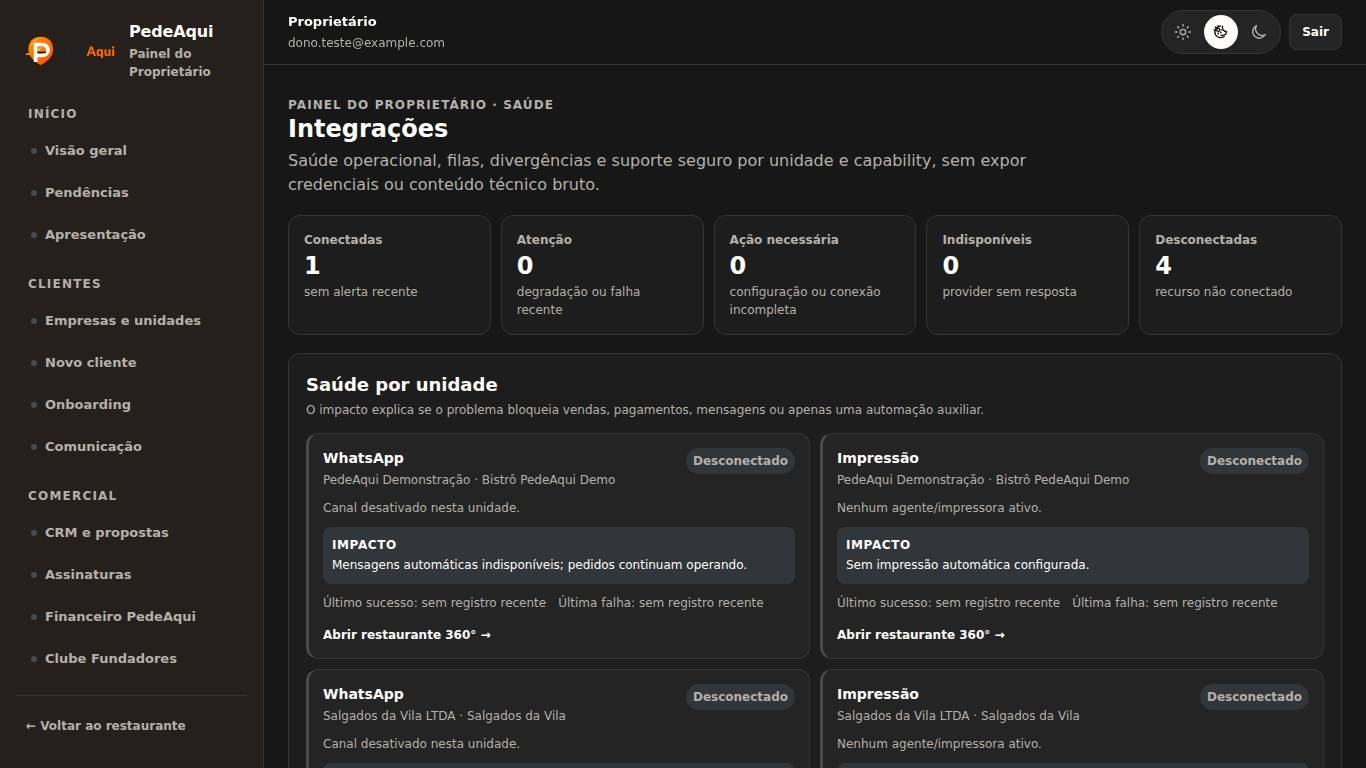 PedeAqui
Painel do
Proprietário
Aqui
INÍCIO
Visão geral
Pendências
Apresentação
CLIENTES
Empresas e unidades
Novo cliente
Onboarding
Comunicação
COMERCIAL
CRM e propostas
Assinaturas
Financeiro PedeAqui
Clube Fundadores
← Voltar ao restaurante
Proprietário
dono.teste@example.com
Sair
PAINEL DO PROPRIETÁRIO · SAÚDE
Integrações
Saúde operacional, filas, divergências e suporte seguro por unidade e capability, sem expor
credenciais ou conteúdo técnico bruto.
Conectadas
1
sem alerta recente
Atenção
0
degradação ou falha
recente
Ação necessária
0
configuração ou conexão
incompleta
Indisponíveis
0
provider sem resposta
Desconectadas
4
recurso não conectado
Saúde por unidade
O impacto explica se o problema bloqueia vendas, pagamentos, mensagens ou apenas uma automação auxiliar.
WhatsApp
Desconectado
PedeAqui Demonstração · Bistrô PedeAqui Demo
Canal desativado nesta unidade.
IMPACTO
Mensagens automáticas indisponíveis; pedidos continuam operando.
Último sucesso: sem registro recente Última falha: sem registro recente
Abrir restaurante 360° →
Impressão
Desconectado
PedeAqui Demonstração · Bistrô PedeAqui Demo
Nenhum agente/impressora ativo.
IMPACTO
Sem impressão automática configurada.
Último sucesso: sem registro recente Última falha: sem registro recente
Abrir restaurante 360° →
WhatsApp
Desconectado
Salgados da Vila LTDA · Salgados da Vila
Canal desativado nesta unidade.
Impressão
Desconectado
Salgados da Vila LTDA · Salgados da Vila
Nenhum agente/impressora ativo.